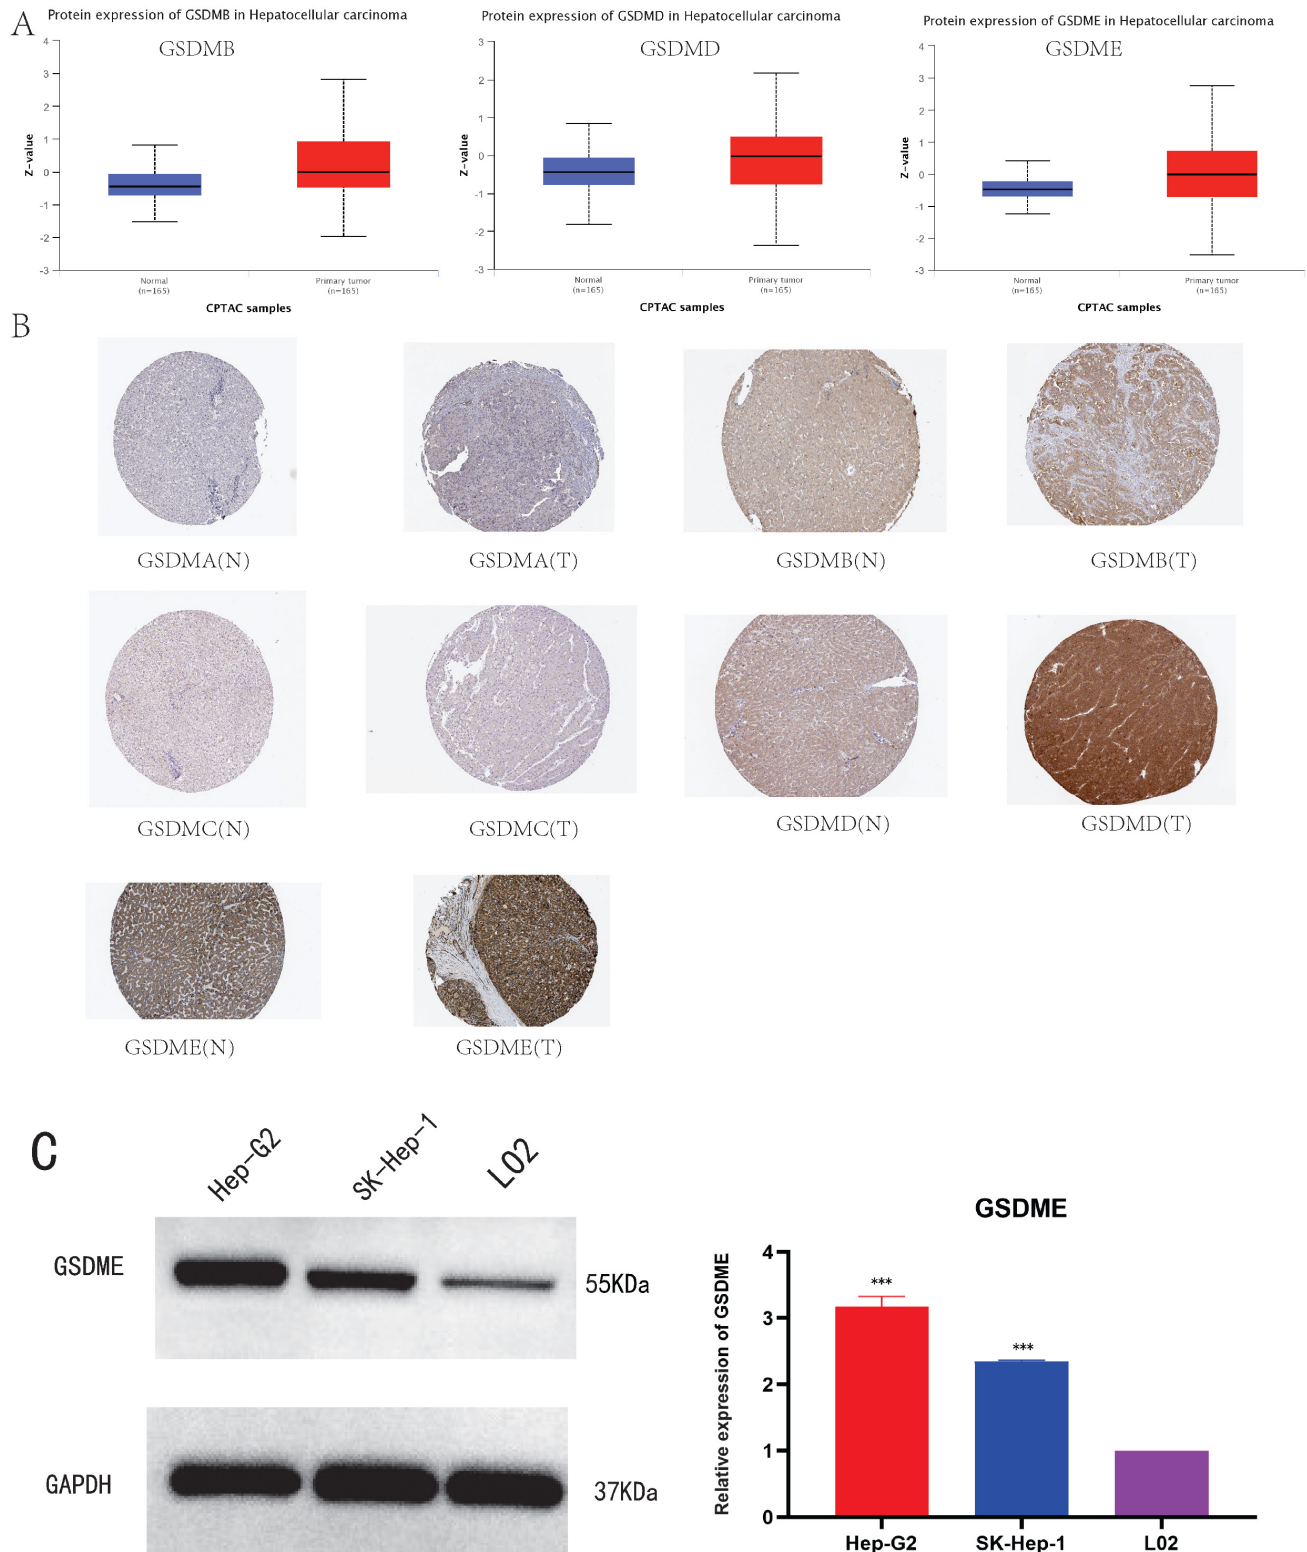 A
Protein expression of GSDMB in Hepatocellular carcinoma
GSDMB
Z-value
4
3
2
1
0
-1
-2
-3
Normal
(n=165)
Primary tumor
(n=165)
CPTAC samples
Protein expression of GSDMD in Hepatocellular carcinoma
GSDMD
Z-value
3
2
1
0
-1
-2
-3
Normal
(n=165)
Primary tumor
(n=165)
CPTAC samples
Protein expression of GSDME in Hepatocellular carcinoma
GSDME
Z-value
4
3
2
1
0
-1
-2
-3
Normal
(n=165)
Primary tumor
(n=165)
CPTAC samples
B
GSDMA(N)
GSDMA(T)
GSDMB(N)
GSDMB(T)
GSDMC(N)
GSDMC(T)
GSDMD(N)
GSDMD(T)
GSDME(N)
GSDME(T)
C
Hep-G2
SK-Hep-1
L02
GSDME
55KDa
GAPDH
37KDa
GSDME
Relative expression of GSDME
4
3
2
1
0
***
***
Hep-G2
SK-Hep-1
L02